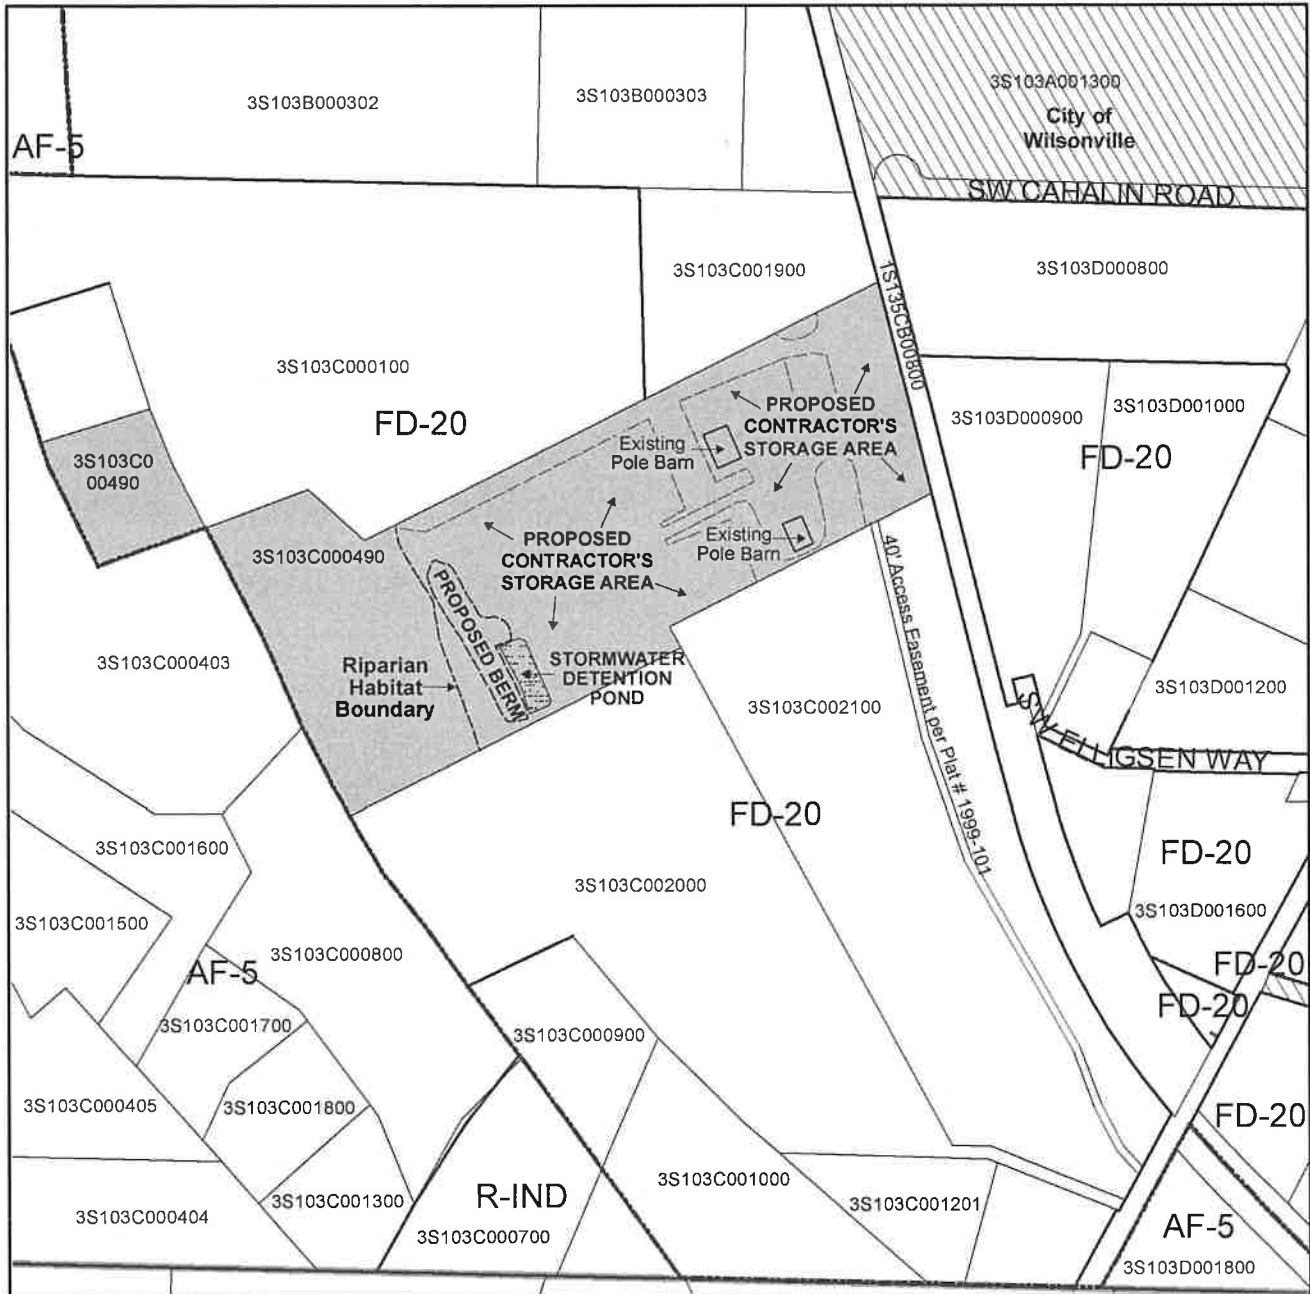 3S103B000302
3S103B000303
3S103A001300
City of
Wilsonville
AF-5
SW CAHALIN ROAD
3S103C001900
3S103D000800
1S135CB00800
3S103C000100
FD-20
3S103D000900
3S103D001000
FD-20
PROPOSED
CONTRACTOR'S
STORAGE AREA
Existing
Pole Barn
3S103C0
00490
3S103C000490
PROPOSED
CONTRACTOR'S
STORAGE AREA
Existing
Pole Barn
PROPOSED BERM
40' Access Easement per Plat # 1999-101
3S103C000403
Riparian
Habitat
Boundary
STORMWATER
DETENTION
POND
3S103C002100
3S103D001200
SW ELLIGSEN WAY
FD-20
FD-20
3S103C001600
3S103C002000
3S103C001500
3S103D001600
3S103C000800
AF-5
FD-20
FD-20
3S103C001700
3S103C000900
3S103C000405
3S103C001800
FD-20
3S103C001000
3S103C001300
R-IND
3S103C001201
3S103C000404
3S103C000700
AF-5
3S103D001800